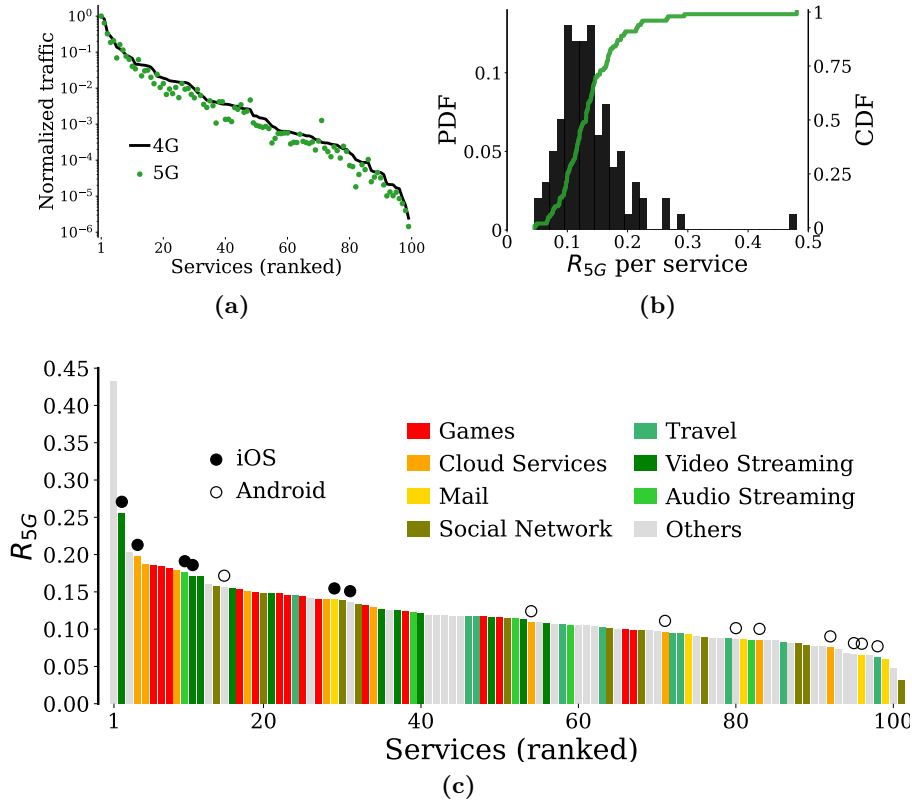 10⁰
10⁻¹
10⁻²
10⁻³
10⁻⁴
10⁻⁵
10⁻⁶
Normalized traffic
4G
5G
1 20 40 60 80 100
Services (ranked)
(a)
0.1
0.05
0
PDF
1
0.75
0.5
0.25
0
CDF
0 0.1 0.2 0.3 0.4 0.5
R5G per service
(b)
0.45
0.40
0.35
0.30
0.25
0.20
0.15
0.10
0.05
0.00
R5G
iOS
Android
Games
Cloud Services
Mail
Social Network
Travel
Video Streaming
Audio Streaming
Others
1 20 40 60 80 100
Services (ranked)
(c)